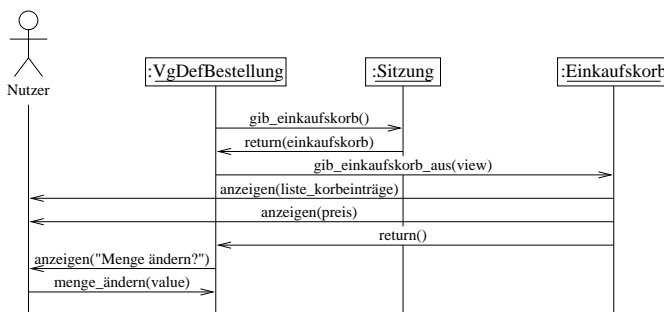 :VgDefBestellung
:Sitzung
:Einkaufskorb
Nutzer
gib_einkaufskorb()
return(einkaufskorb)
gib_einkaufskorb_aus(view)
anzeigen(liste_korbeinträge)
anzeigen(preis)
return()
anzeigen("Menge ändern?")
menge_ändern(value)